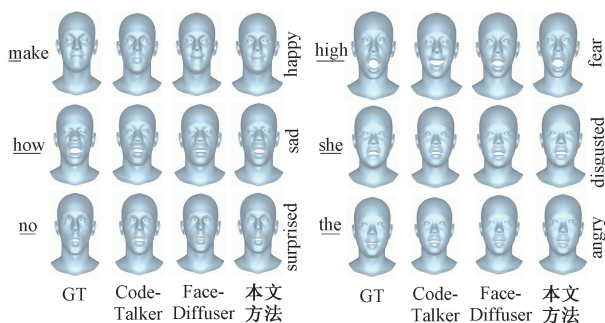 make
happy
high
fear
how
sad
she
disgusted
no
surprised
the
angry
GT
Code-
Talker
Face-
Diffuser
本文
方法
GT
Code-
Talker
Face-
Diffuser
本文
方法